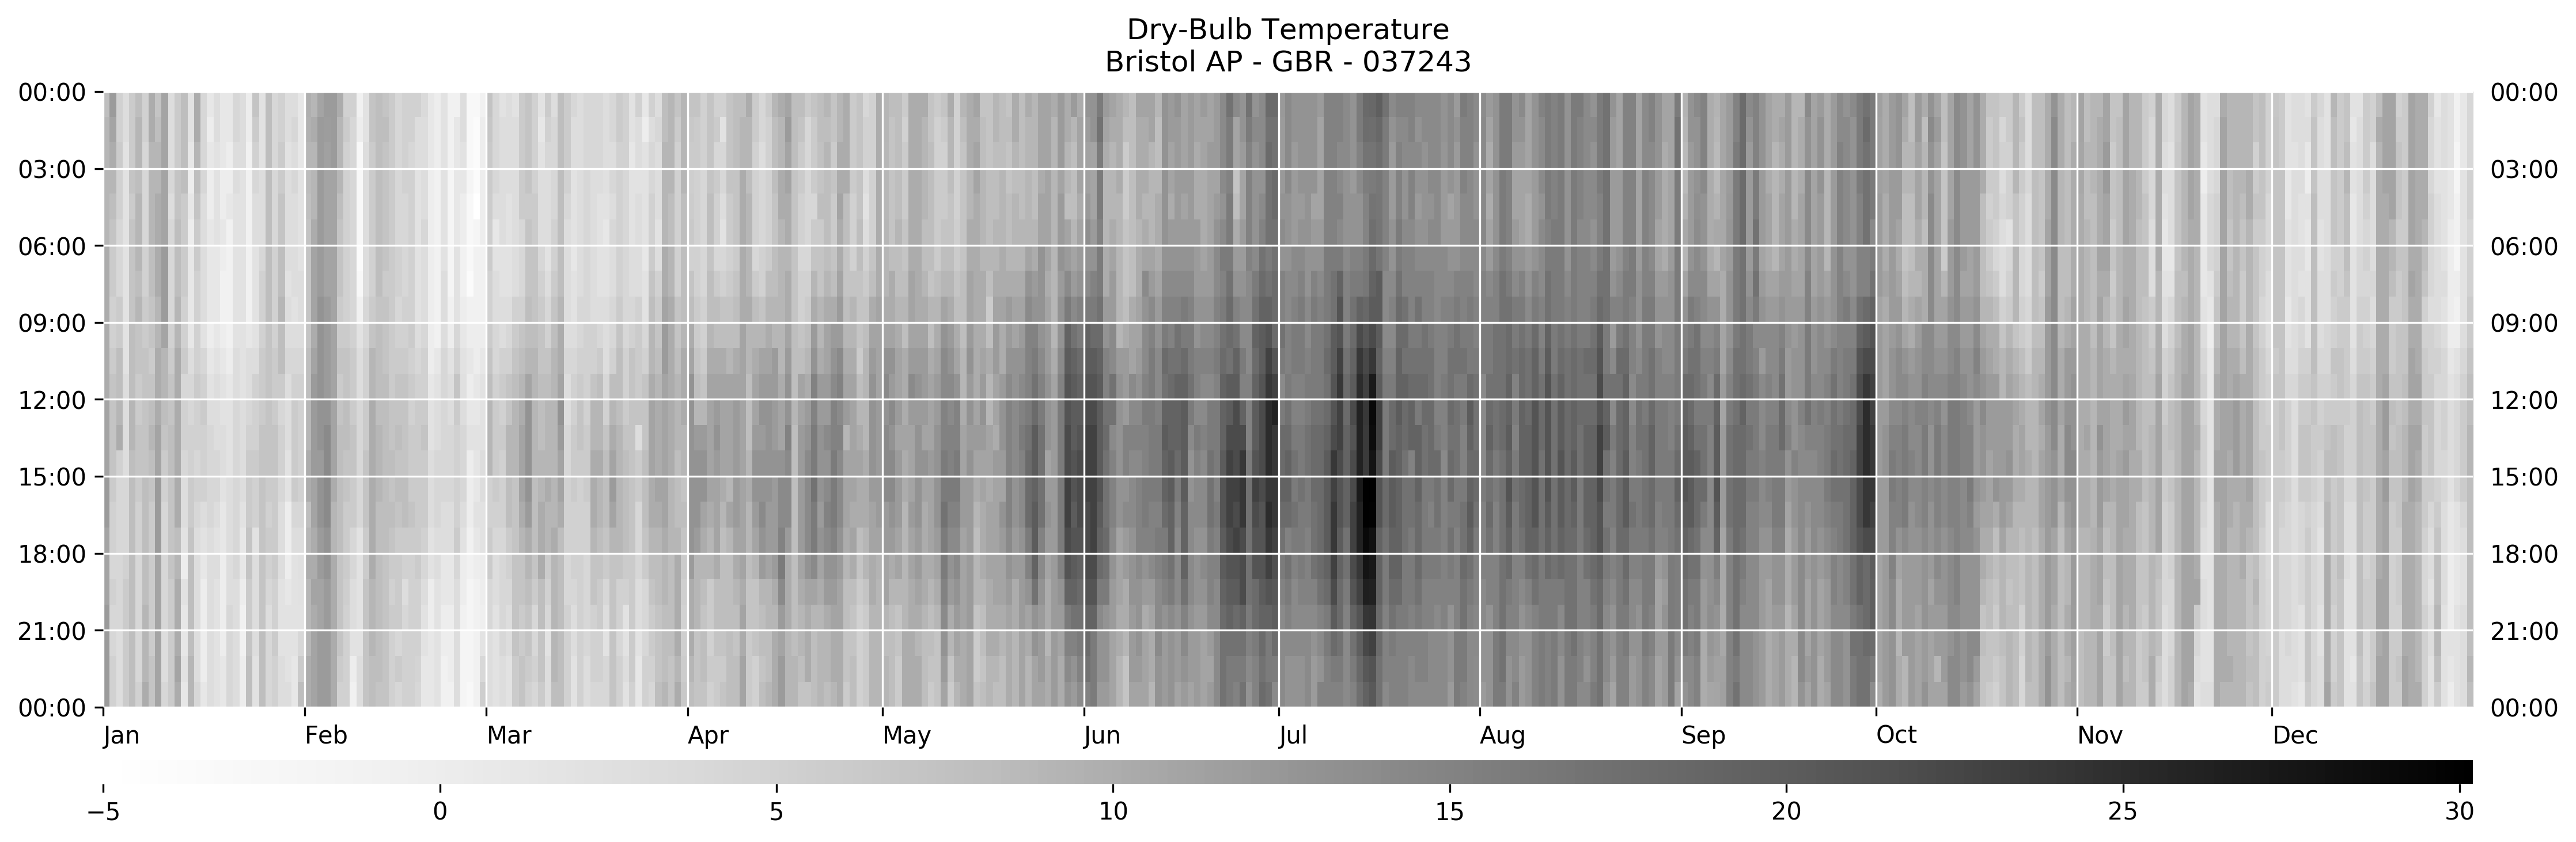 Dry-Bulb Temperature
Bristol AP - GBR - 037243
00:00 00:00
03:00 03:00
06:00 06:00
09:00 09:00
12:00 12:00
15:00 15:00
18:00 18:00
21:00 21:00
00:00 00:00
Jan Feb Mar Apr May Jun Jul Aug Sep Oct Nov Dec
−5 0 5 10 15 20 25 30